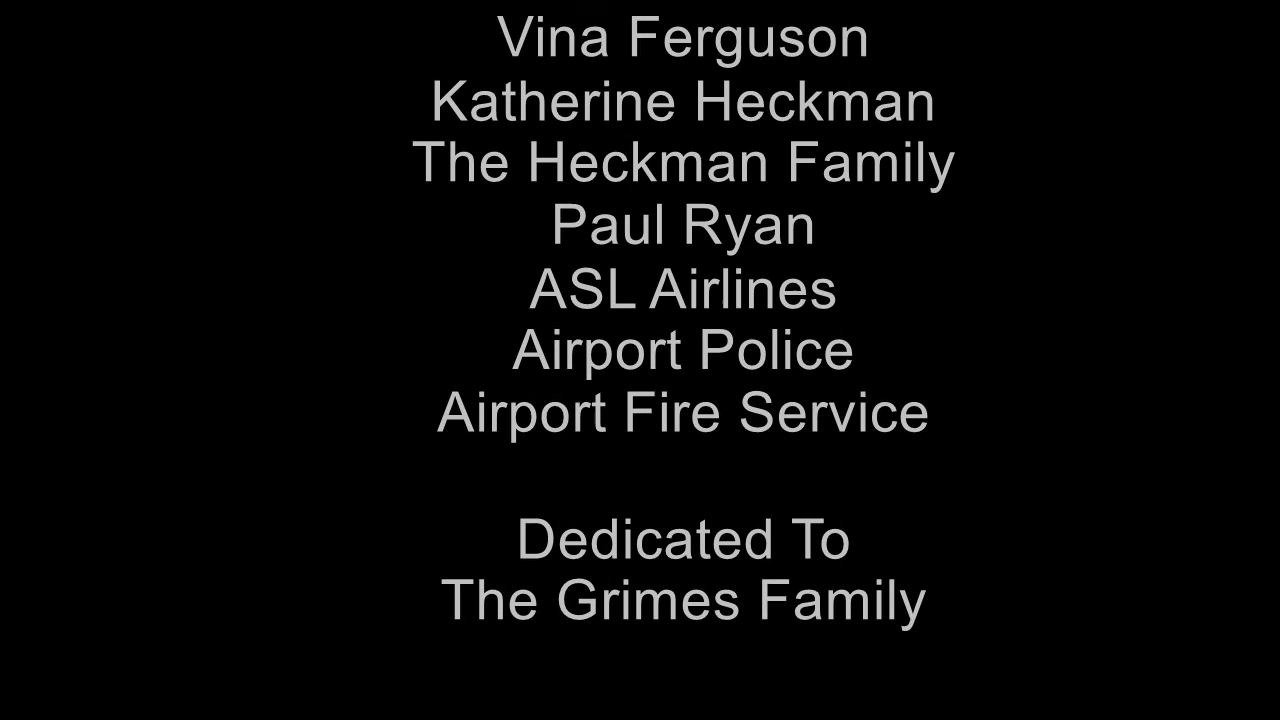 Vina Ferguson
Katherine Heckman
The Heckman Family
Paul Ryan
ASL Airlines
Airport Police
Airport Fire Service
Dedicated To
The Grimes Family